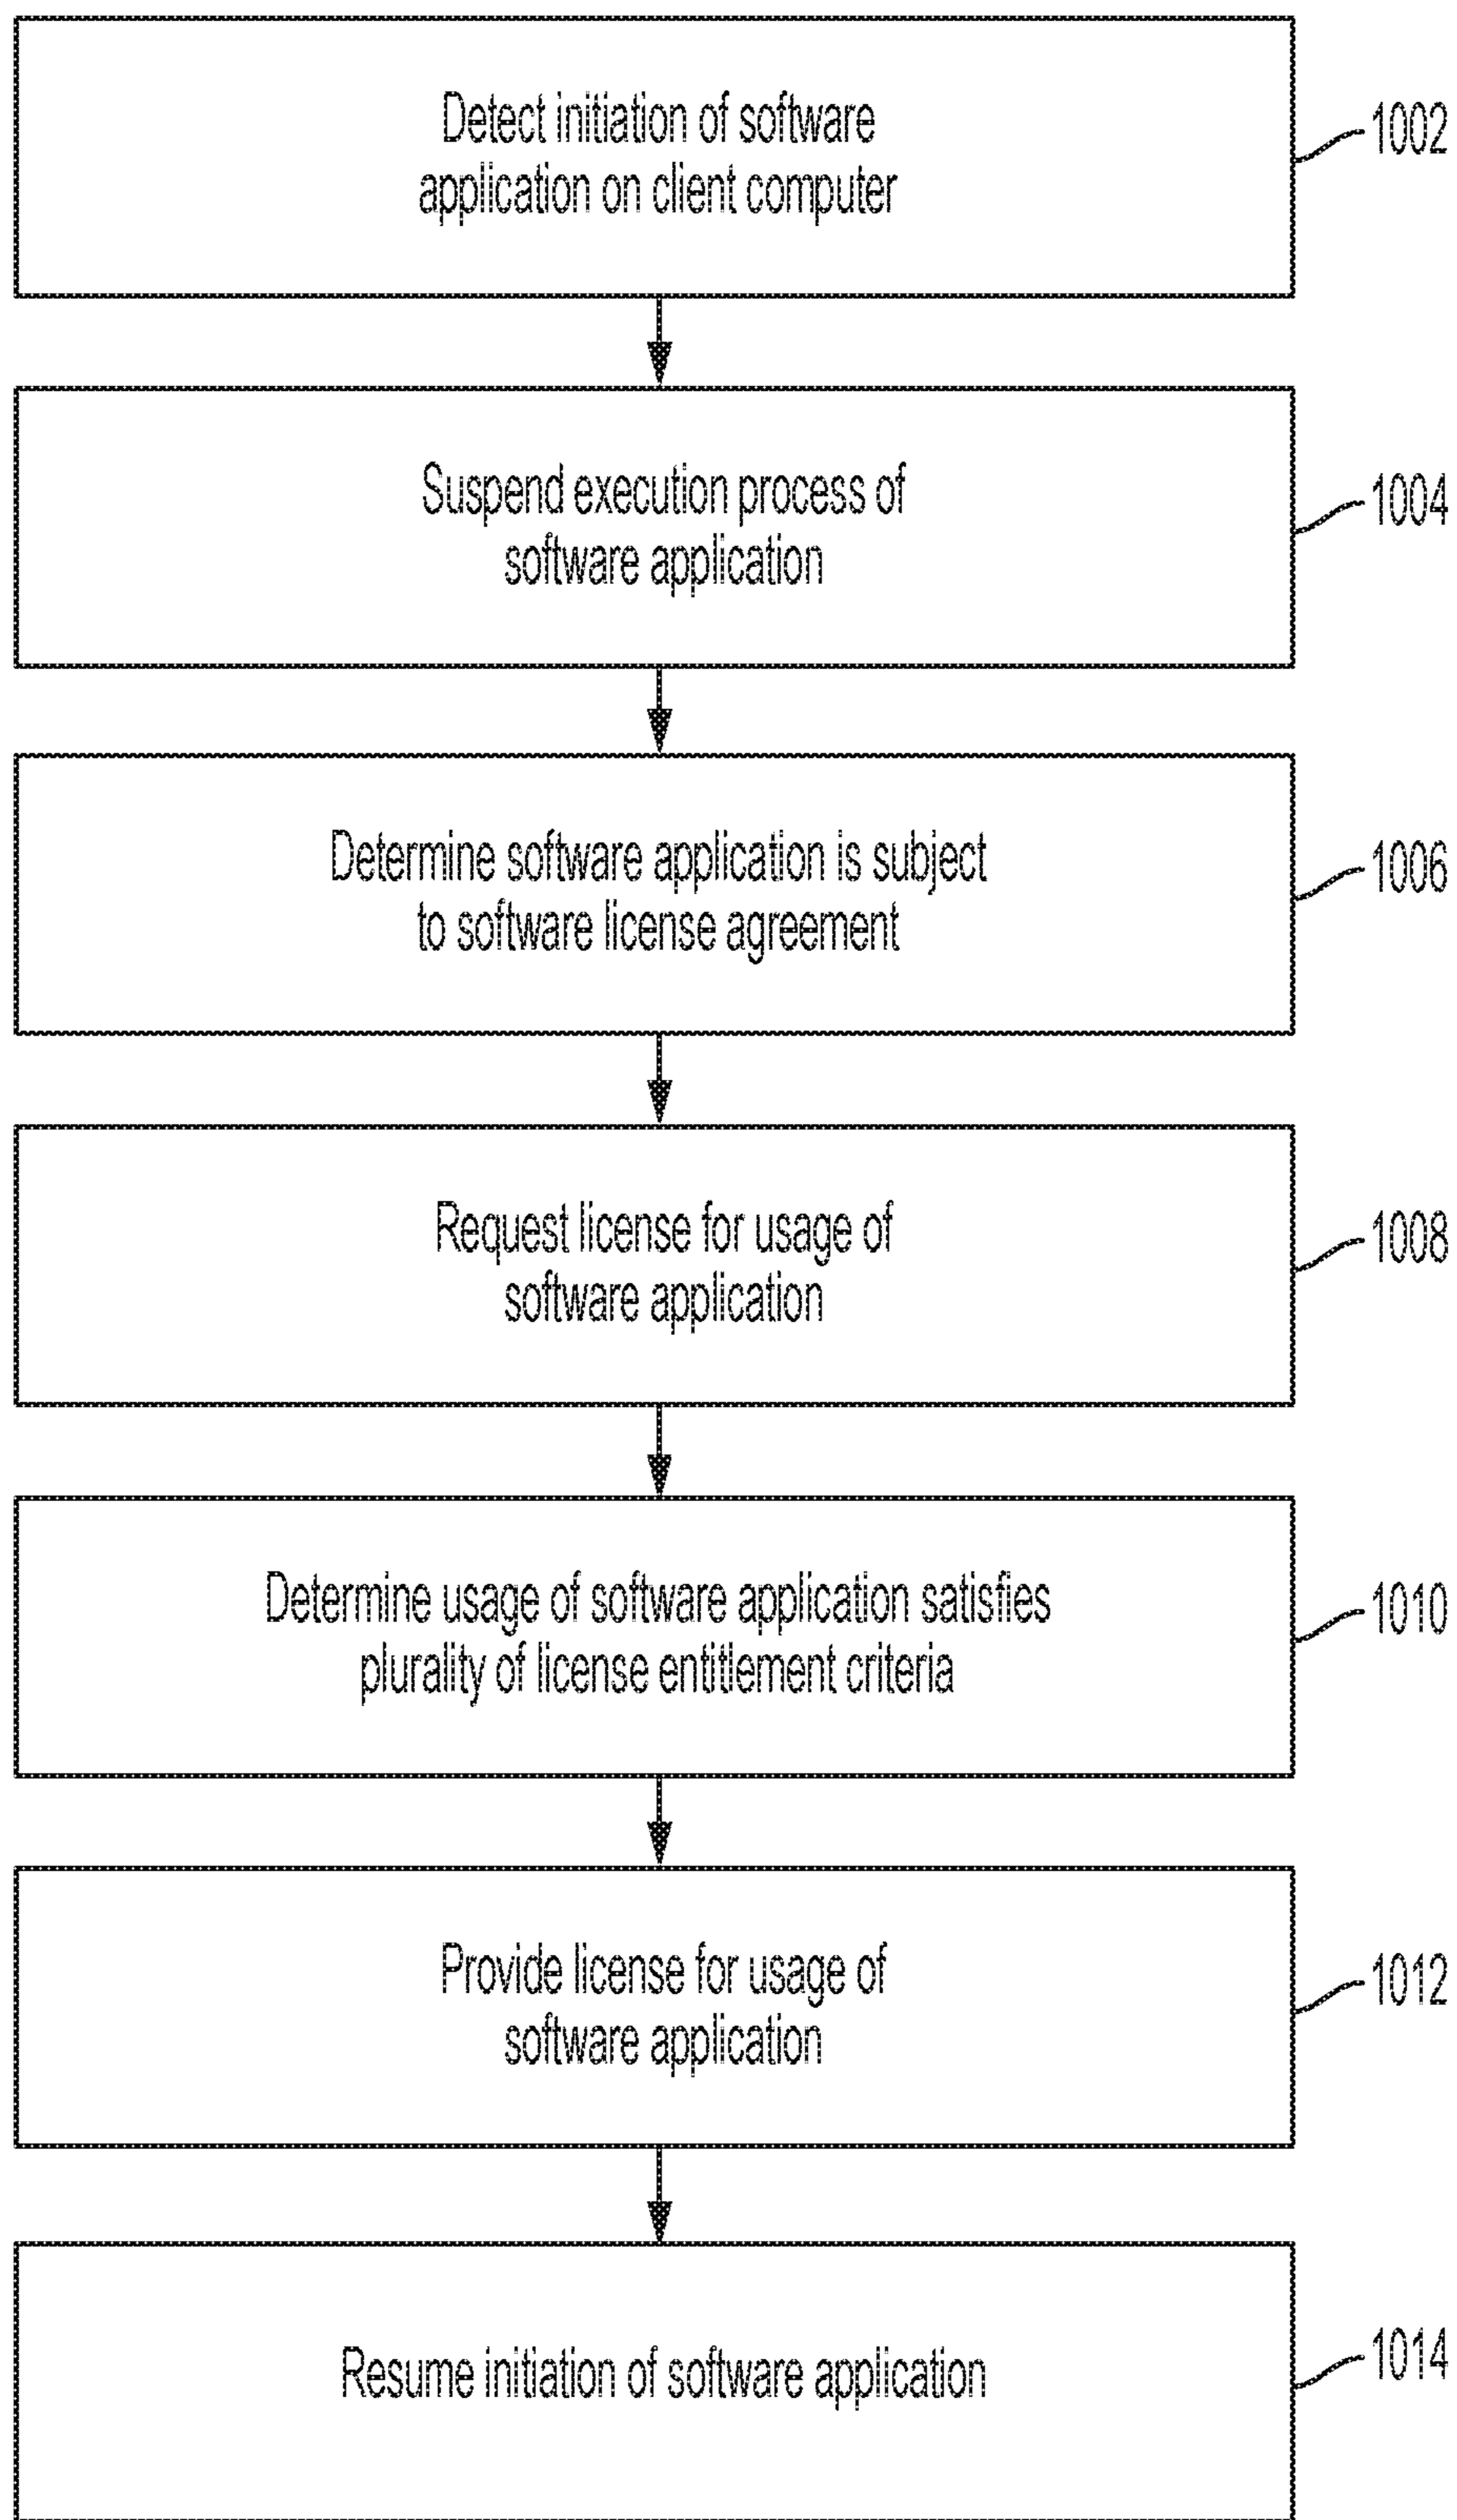 Detect initiation of software
application on client computer
1002
Suspend execution process of
software application
1004
Determine software application is subject
to software license agreement
1006
Request license for usage of
software application
1008
Determine usage of software application satisfies
plurality of license entitlement criteria
1010
Provide license for usage of
software application
1012
Resume initiation of software application
1014